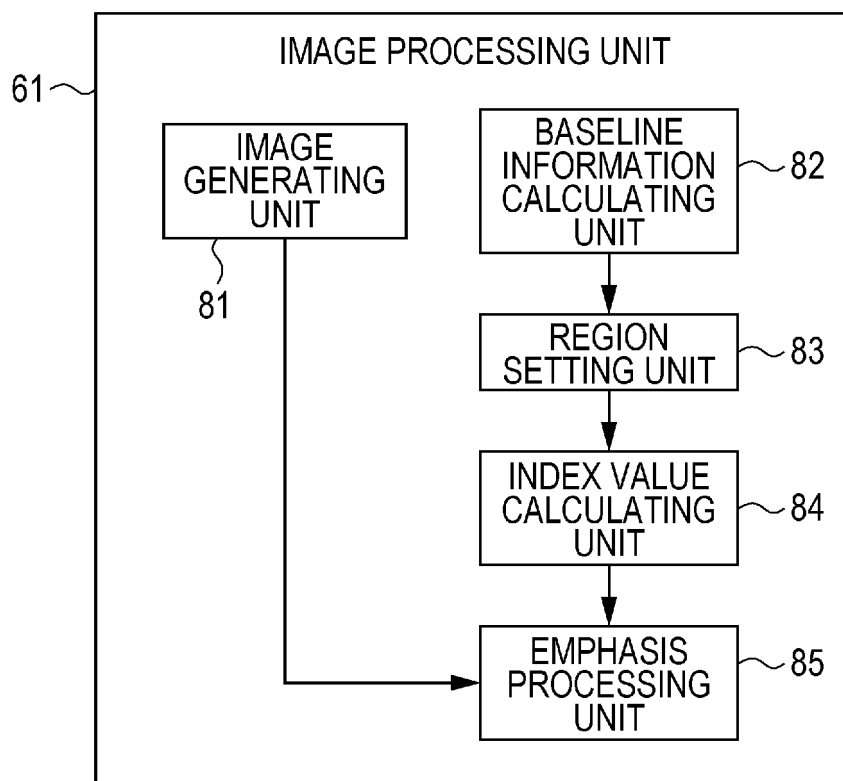 IMAGE PROCESSING UNIT
61
IMAGE
GENERATING
UNIT
81
BASELINE
INFORMATION
CALCULATING
UNIT
82
REGION
SETTING UNIT
83
INDEX VALUE
CALCULATING
UNIT
84
EMPHASIS
PROCESSING
UNIT
85